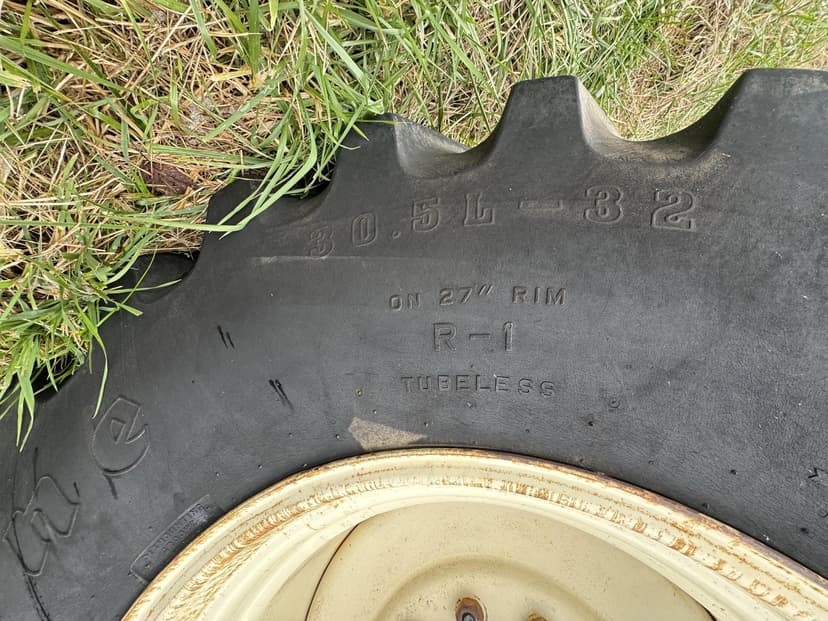 30.5L-32
ON 27" RIM
R-1
TUBELESS